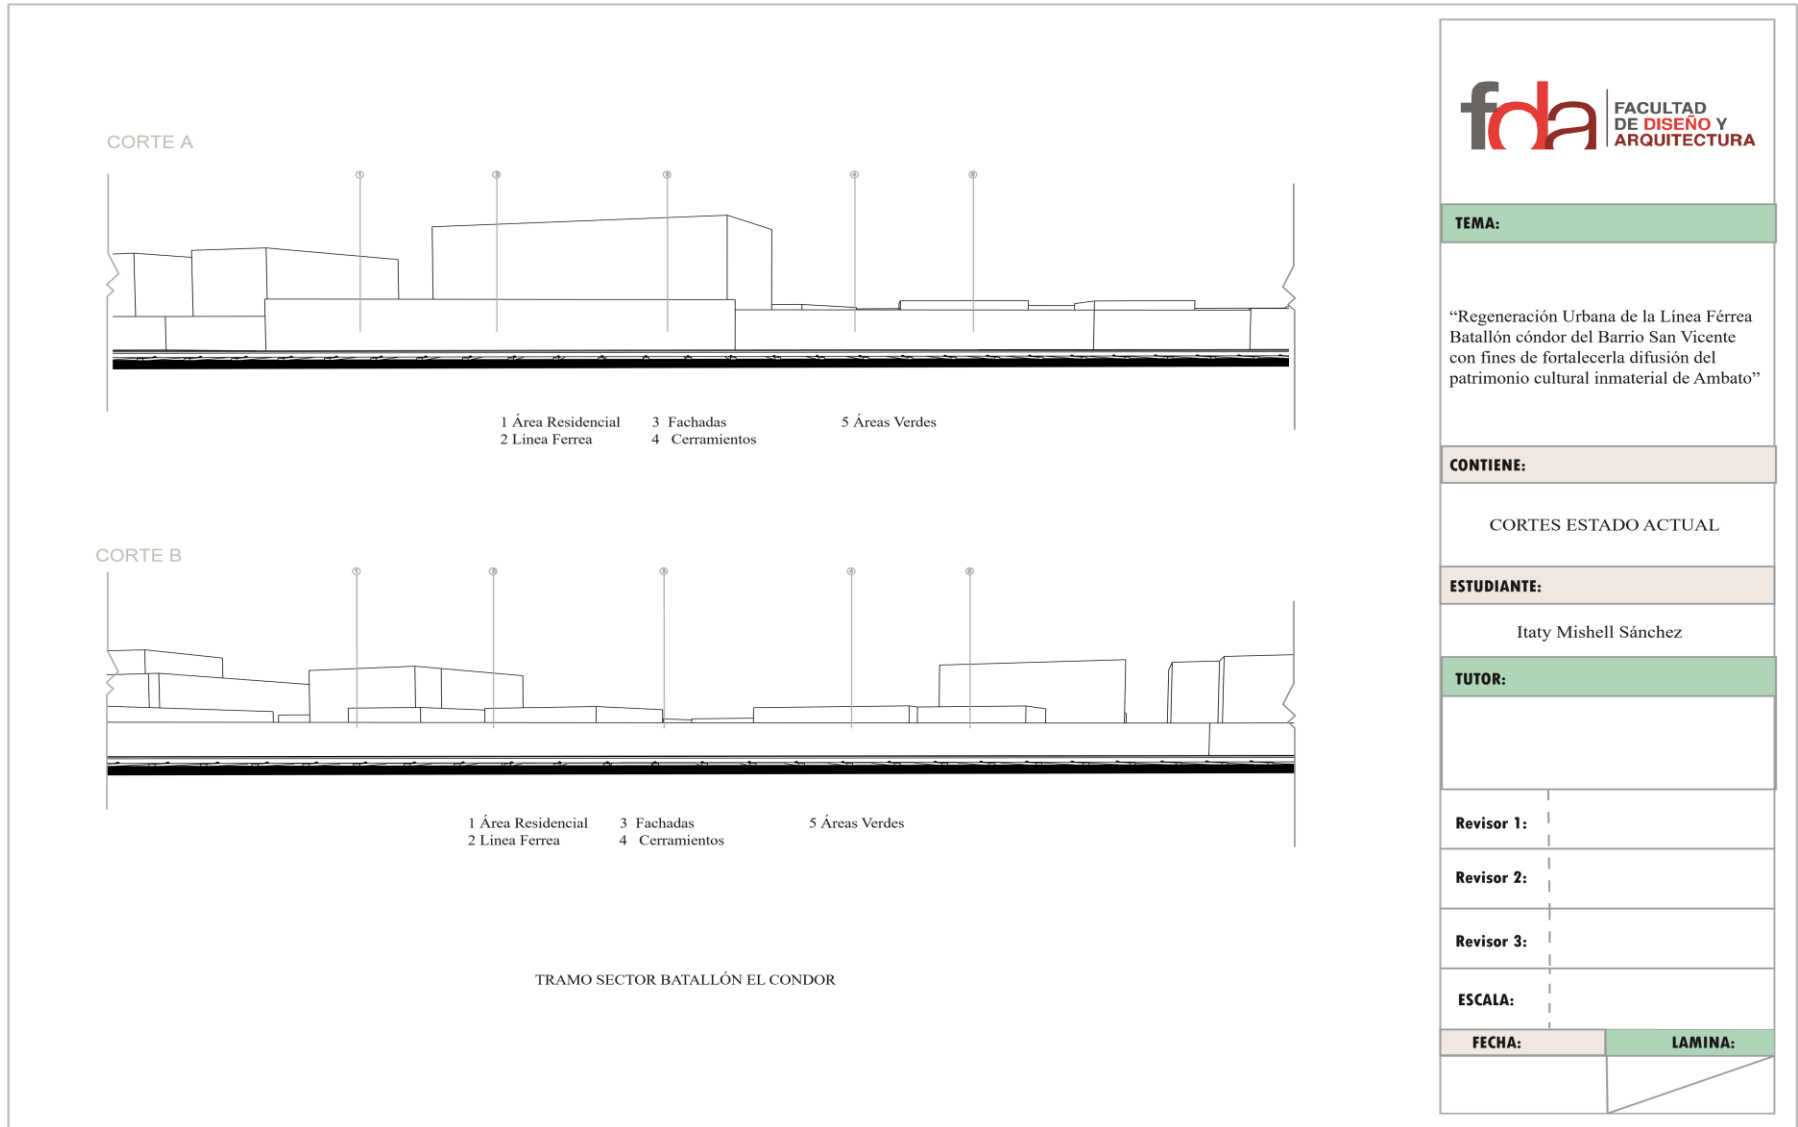 CORTE A
1 Área Residencial 3 Fachadas 5 Áreas Verdes
2 Linea Ferrea 4 Cerramientos
CORTE B
1 Área Residencial 3 Fachadas 5 Áreas Verdes
2 Linea Ferrea 4 Cerramientos
TRAMO SECTOR BATALLÓN EL CONDOR
fda
FACULTAD
DE DISEÑO Y
ARQUITECTURA
TEMA:
“Regeneración Urbana de la Línea Férrea
Batallón cóndor del Barrio San Vicente
con fines de fortalecerla difusión del
patrimonio cultural inmaterial de Ambato”
CONTIENE:
CORTES ESTADO ACTUAL
ESTUDIANTE:
Itaty Mishell Sánchez
TUTOR:
Revisor 1:
Revisor 2:
Revisor 3:
ESCALA:
FECHA: LAMINA: